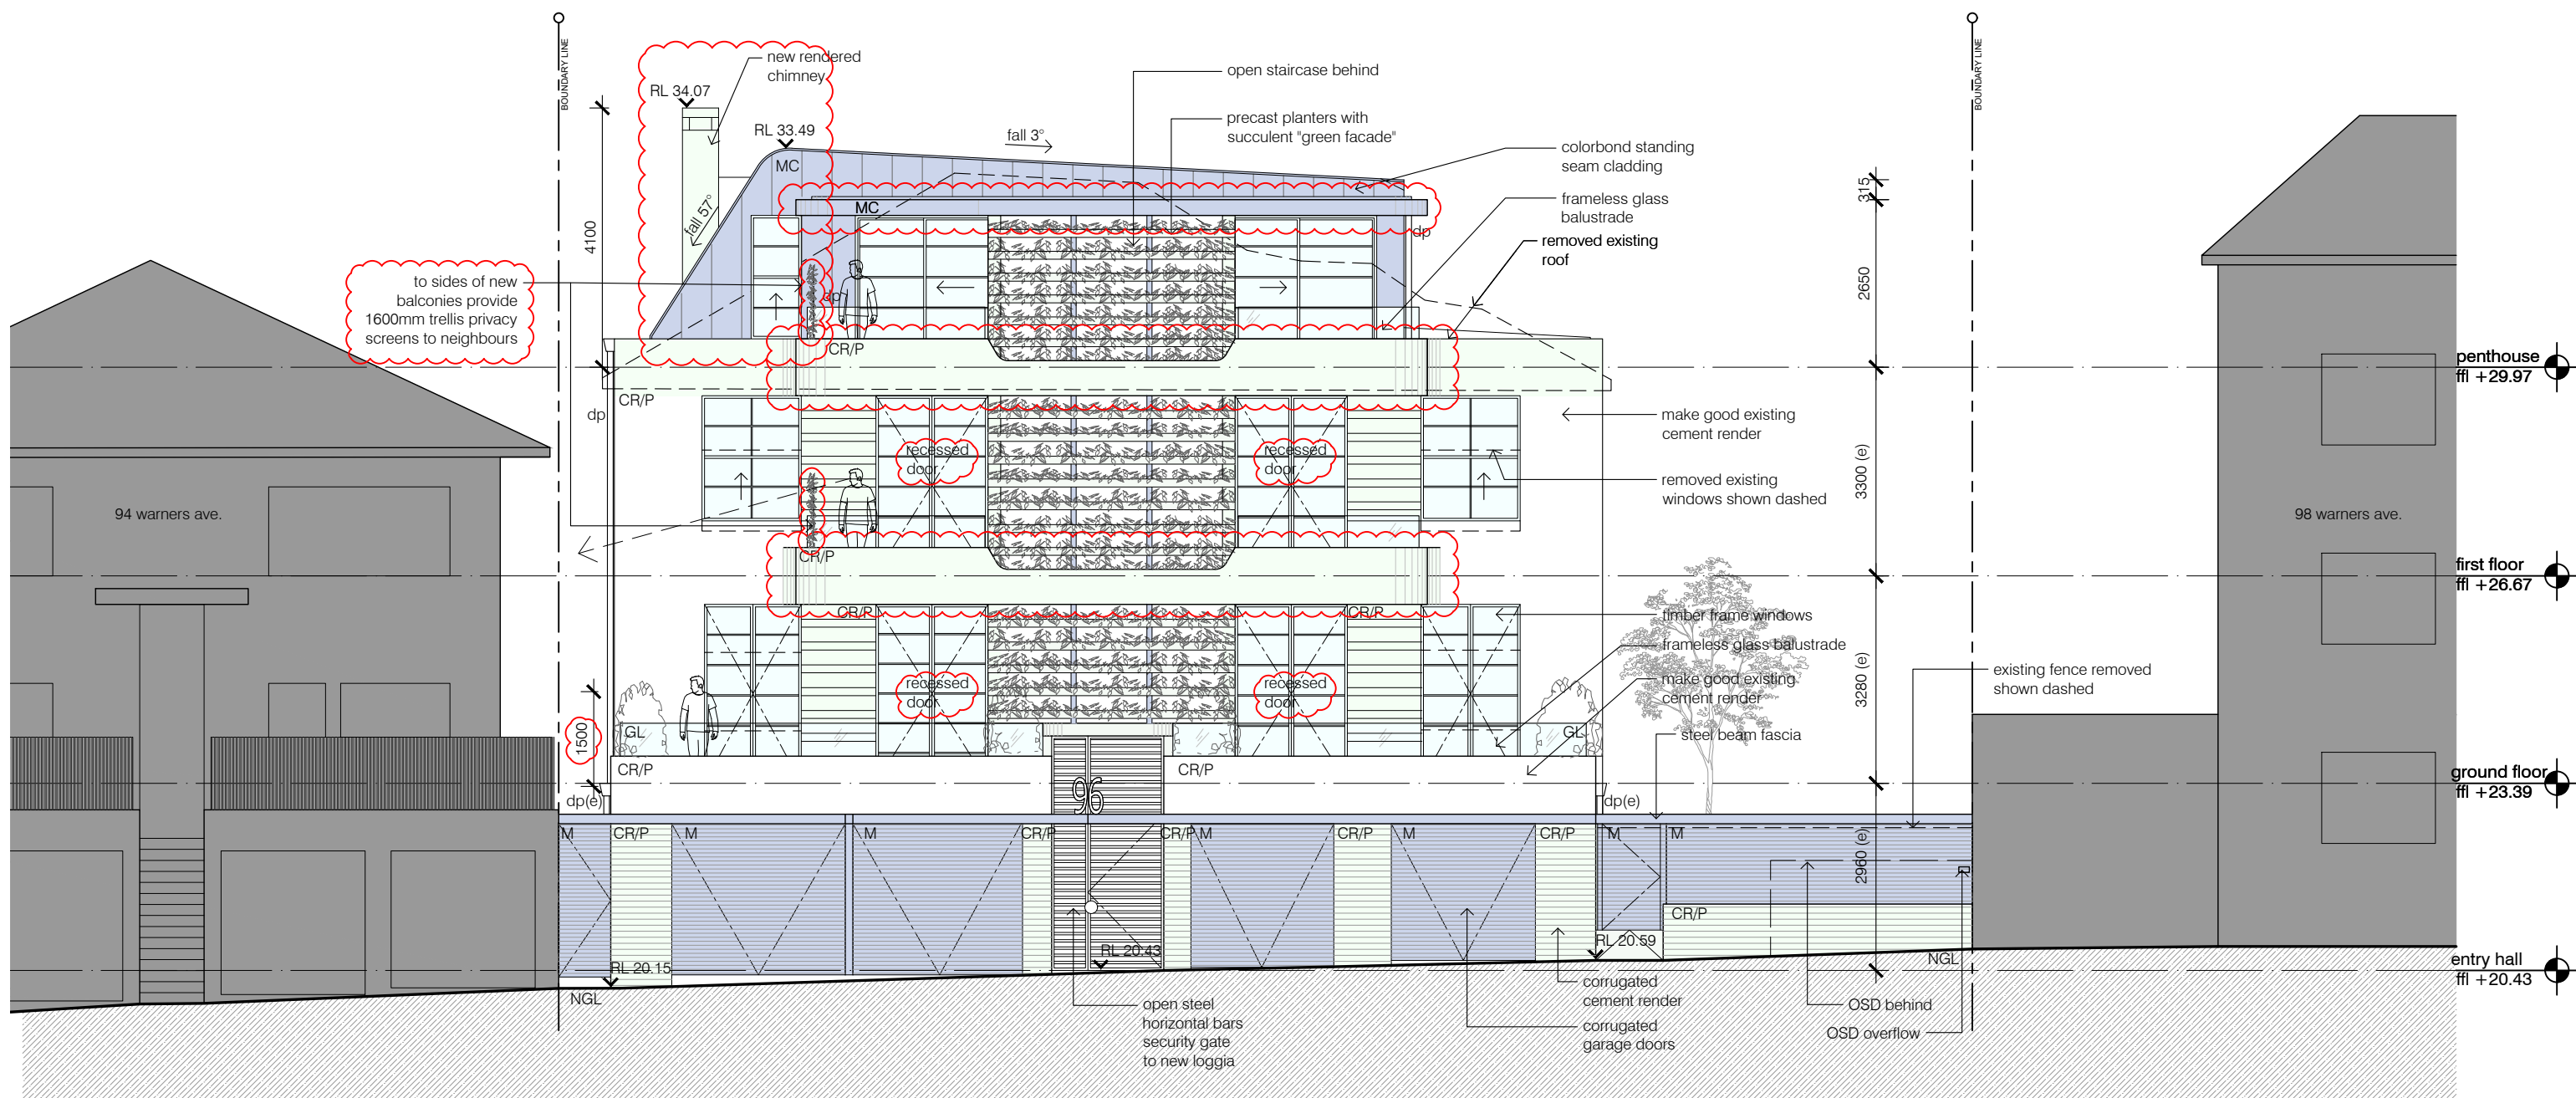 BOUNDARY LINE
BOUNDARY LINE
new rendered
chimney
RL 34.07
RL 33.49
MC
fall 3°
fall 57°
open staircase behind
precast planters with
succulent "green facade"
colorbond standing
seam cladding
frameless glass
balustrade
removed existing
roof
4100
315
2650
MC
dp
dp
to sides of new
balconies provide
1600mm trellis privacy
screens to neighbours
CR/P
CR/P
dp
penthouse
ffl +29.97
make good existing
cement render
recessed
door
recessed
door
3300 (e)
removed existing
windows shown dashed
94 warners ave.
98 warners ave.
CR/P
first floor
ffl +26.67
CR/P
CR/P
timber frame windows
frameless glass balustrade
make good existing
cement render
3280 (e)
existing fence removed
shown dashed
recessed
door
recessed
door
1500
GL
GL
steel beam fascia
CR/P
CR/P
ground floor
ffl +23.39
96
dp(e)
dp(e)
M
CR/P
M
M
CR/P
CR/P
M
CR/P
M
CR/P
M
M
2960 (e)
CR/P
RL 20.15
RL 20.43
RL 20.59
NGL
NGL
entry hall
ffl +20.43
open steel
horizontal bars
security gate
to new loggia
corrugated
cement render
corrugated
garage doors
OSD behind
OSD overflow